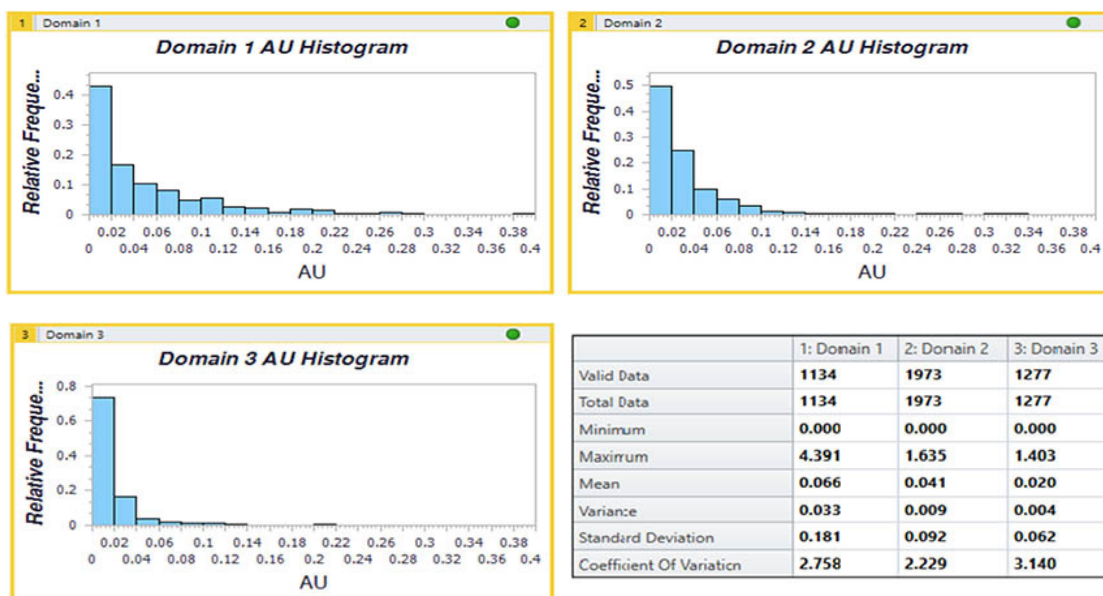 1 Domain 1
Domain 1 AU Histogram
Relative Freque...
0.4
0.3
0.2
0.1
0
0.02 0.06 0.1 0.14 0.18 0.22 0.26 0.3 0.34 0.38
0 0.04 0.08 0.12 0.16 0.2 0.24 0.28 0.32 0.36 0.4
AU
2 Domain 2
Domain 2 AU Histogram
Relative Freque...
0.5
0.4
0.3
0.2
0.1
0
0.02 0.06 0.1 0.14 0.18 0.22 0.26 0.3 0.34 0.38
0 0.04 0.08 0.12 0.16 0.2 0.24 0.28 0.32 0.36 0.4
AU
3 Domain 3
Domain 3 AU Histogram
Relative Freque...
0.8
0.6
0.4
0.2
0
0.02 0.06 0.1 0.14 0.18 0.22 0.26 0.3 0.34 0.38
0 0.04 0.08 0.12 0.16 0.2 0.24 0.28 0.32 0.36 0.4
AU
1: Domain 1 2: Domain 2 3: Domain 3
Valid Data 1134 1973 1277
Total Data 1134 1973 1277
Minimum 0.000 0.000 0.000
Maximum 4.391 1.635 1.403
Mean 0.066 0.041 0.020
Variance 0.033 0.009 0.004
Standard Deviation 0.181 0.092 0.062
Coefficient Of Variation 2.758 2.229 3.140